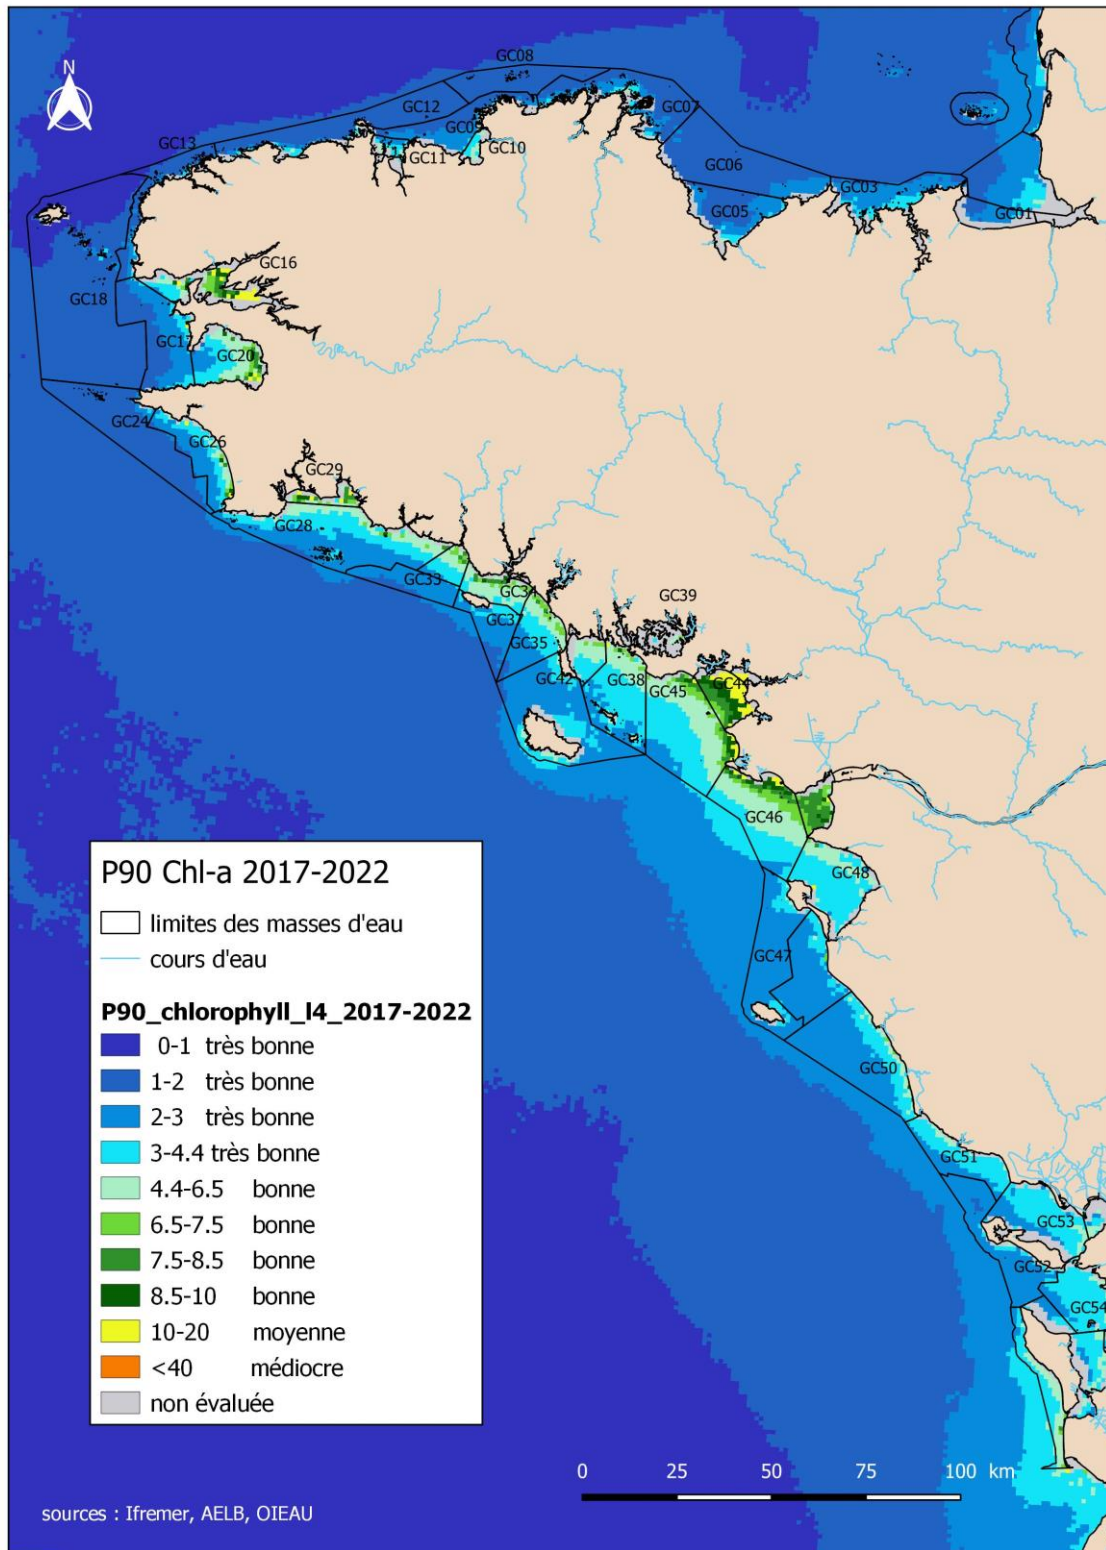 N
GC08
GC12
GC07
GC09
GC13
GC10
GC11
GC06
GC03
GC05
GC01
GC16
GC18
GC17
GC20
GC24
GC26
GC29
GC28
GC33
GC34
GC39
GC37
GC35
GC42
GC38
GC45
GC44
GC46
GC48
GC47
GC50
GC51
GC53
GC52
GC54
P90 Chl-a 2017-2022
limites des masses d'eau
cours d'eau
P90_chlorophyll_l4_2017-2022
0-1 très bonne
1-2 très bonne
2-3 très bonne
3-4.4 très bonne
4.4-6.5 bonne
6.5-7.5 bonne
7.5-8.5 bonne
8.5-10 bonne
10-20 moyenne
<40 médiocre
non évaluée
0 25 50 75 100 km
sources : Ifremer, AELB, OIEAU